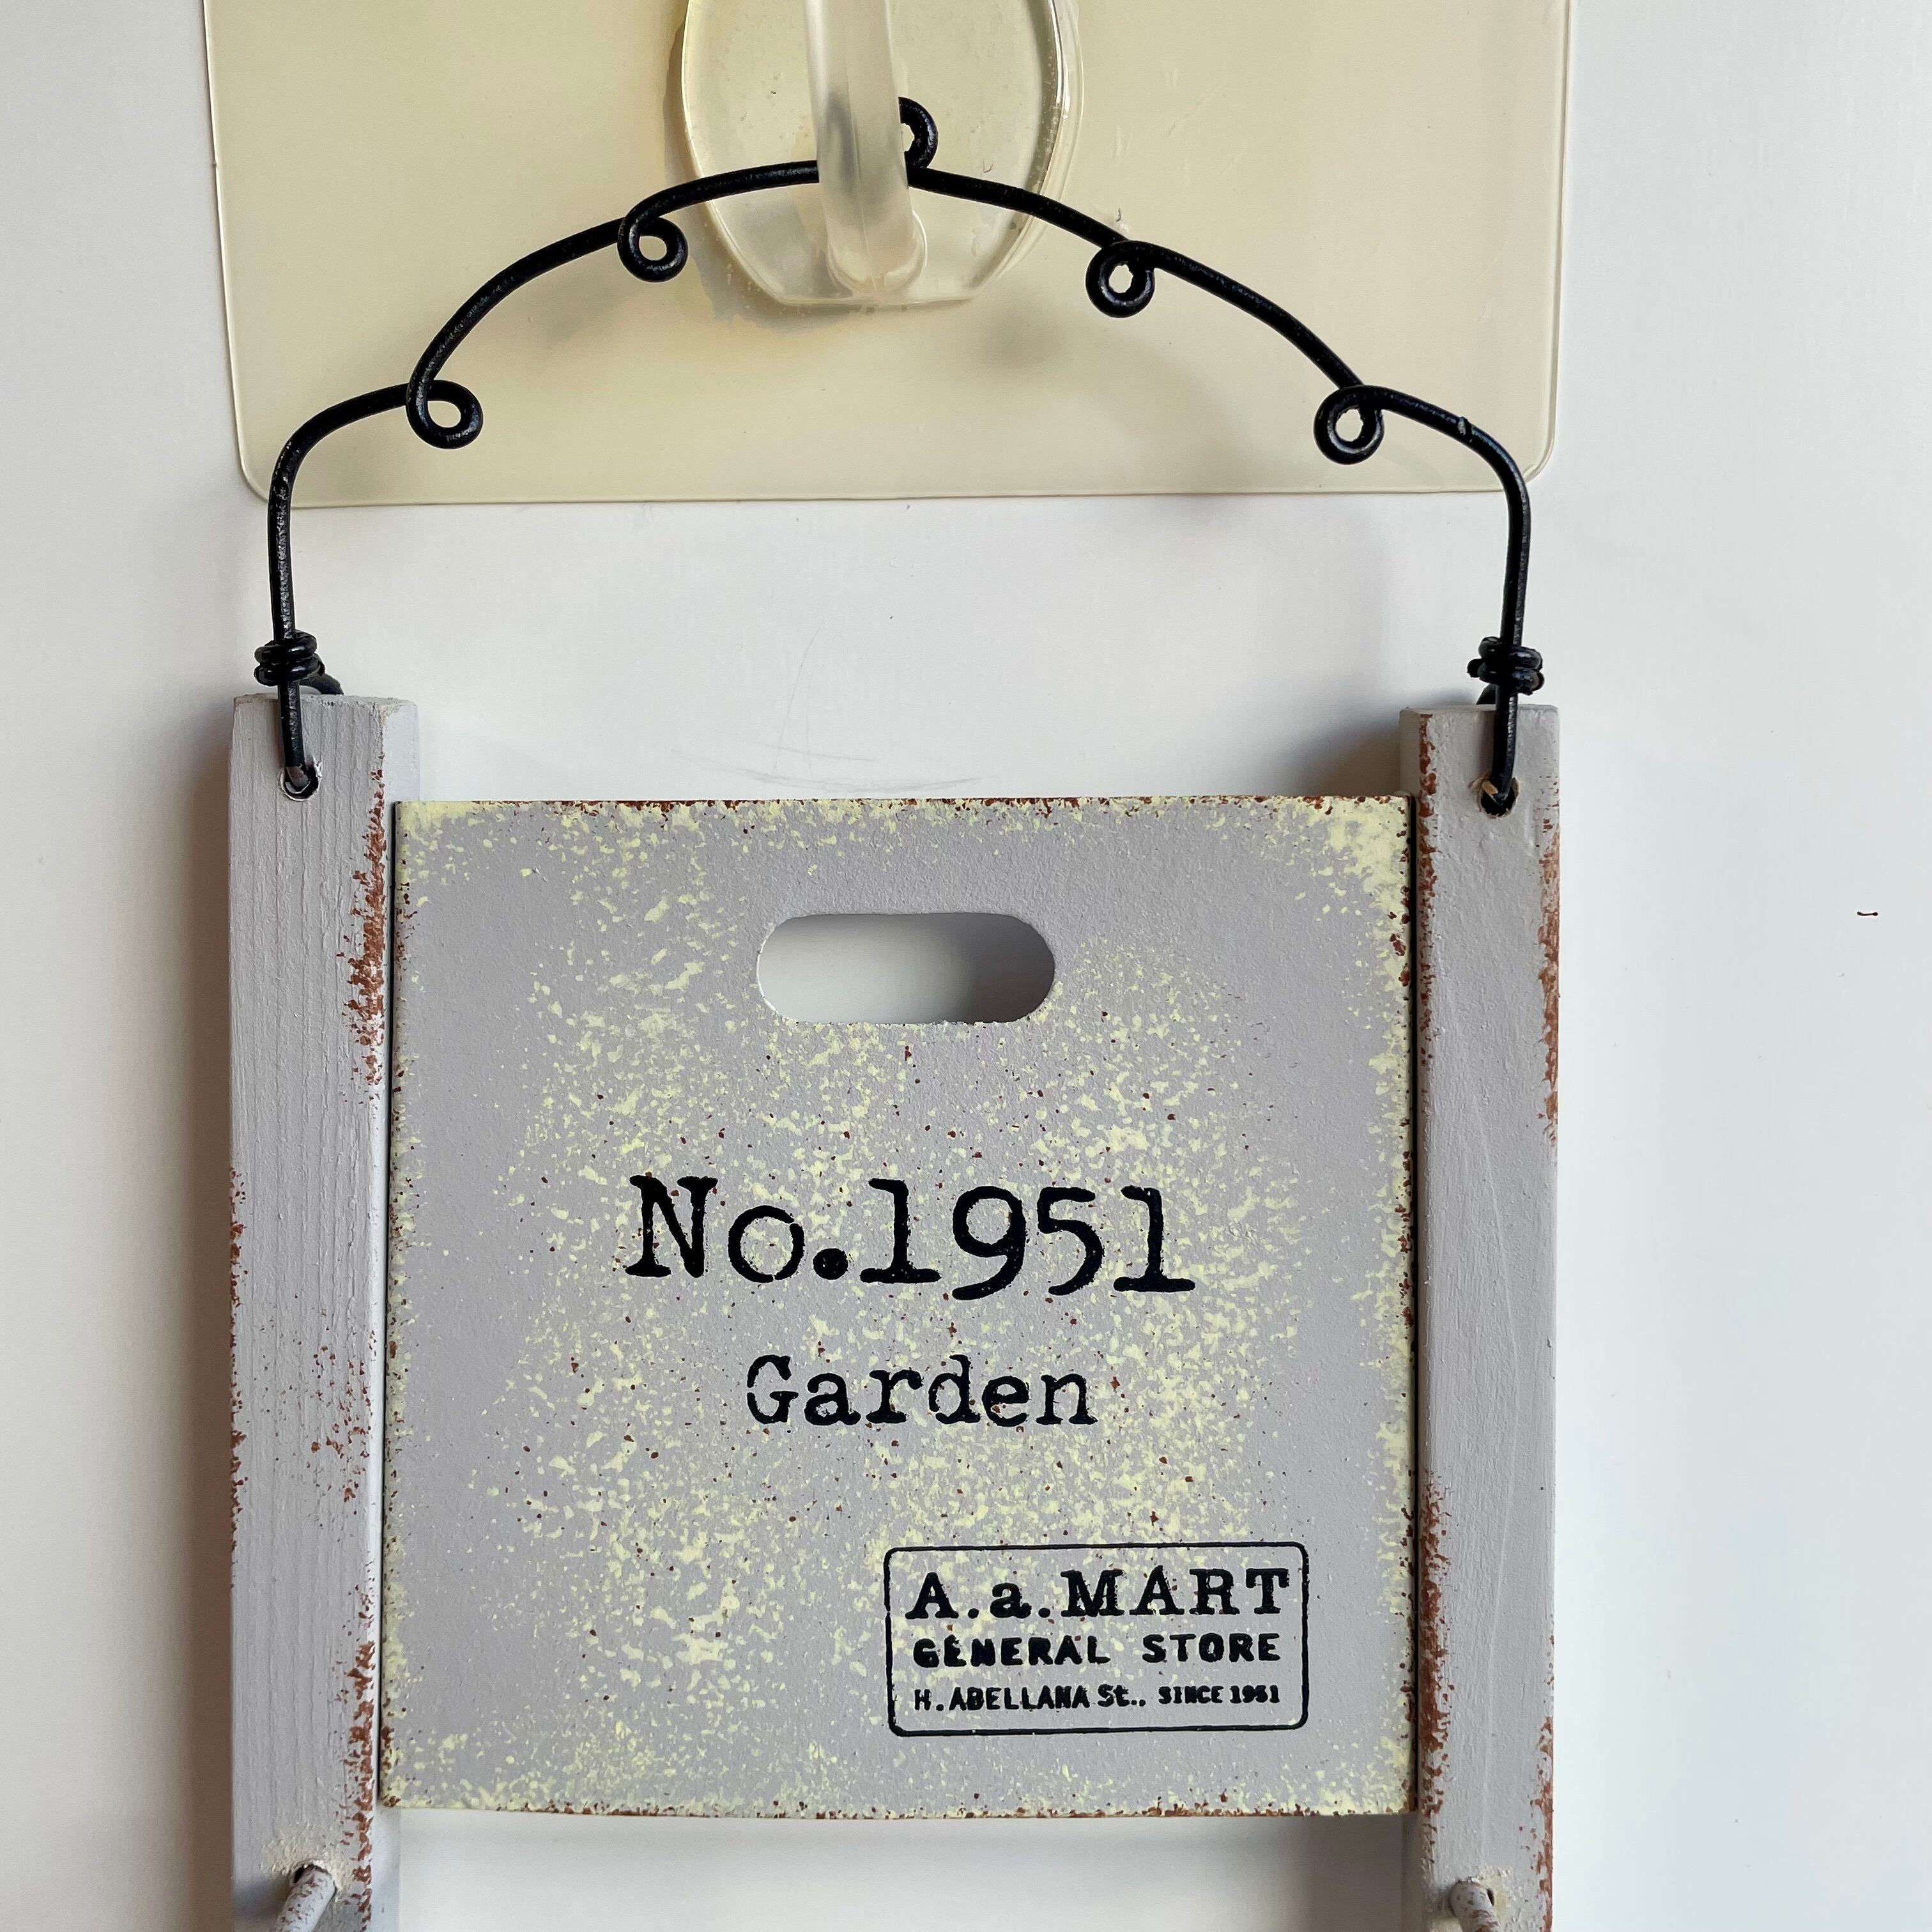 No.1951
Garden
A.a.MART
GENERAL STORE
H.ABELLANA St.. SINCE 1951